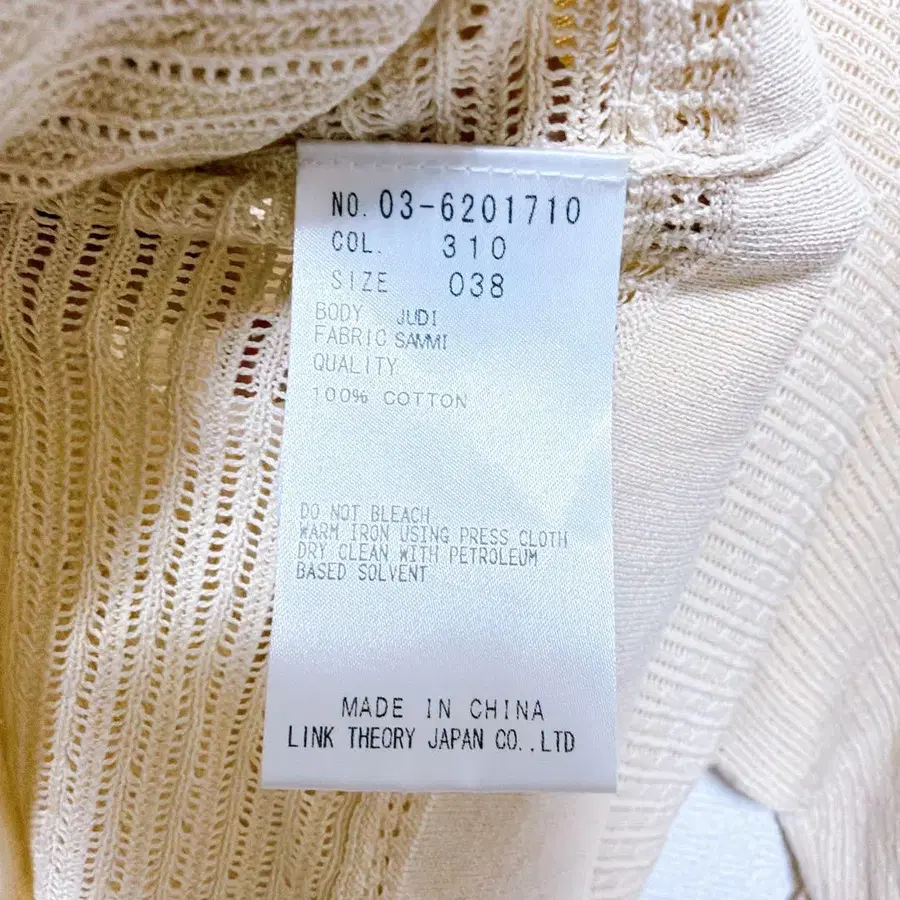 NO. 03-6201710
COL. 310
SIZE 038
BODY JUDI
FABRIC SAMMI
QUALITY
100% COTTON
DO NOT BLEACH
WARM IRON USING PRESS CLOTH
DRY CLEAN WITH PETROLEUM
BASED SOLVENT
MADE IN CHINA
LINK THEORY JAPAN CO.,LTD